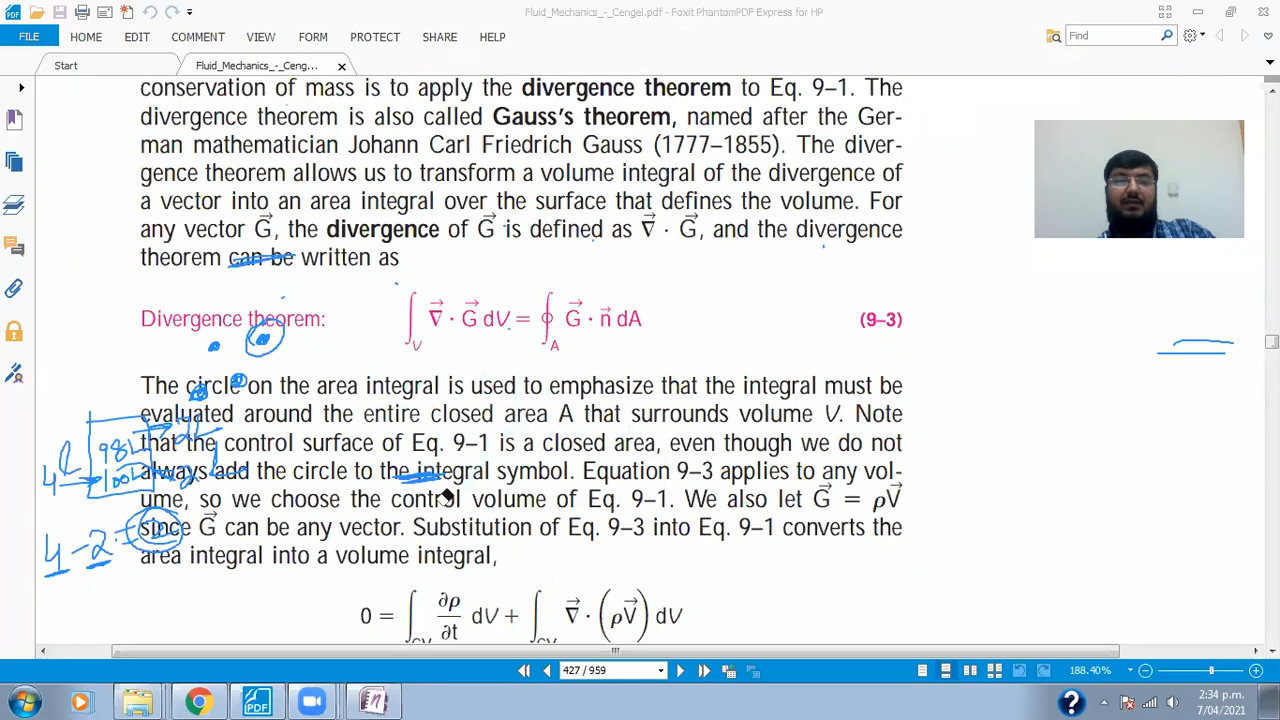 Fluid_Mechanics_-_Cengel.pdf - Foxit PhantomPDF Express for HP
FILE HOME EDIT COMMENT VIEW FORM PROTECT SHARE HELP Find
Start Fluid_Mechanics_-_Ceng...
conservation of mass is to apply the divergence theorem to Eq. 9–1. The
divergence theorem is also called Gauss's theorem, named after the Ger-
man mathematician Johann Carl Friedrich Gauss (1777–1855). The diver-
gence theorem allows us to transform a volume integral of the divergence of
a vector into an area integral over the surface that defines the volume. For
any vector G⃗, the divergence of G⃗ is defined as ∇⃗ · G⃗, and the divergence
theorem can be written as
Divergence theorem: ∫V ∇⃗ · G⃗ dV = ∮A G⃗ · n⃗ dA (9–3)
The circle on the area integral is used to emphasize that the integral must be
evaluated around the entire closed area A that surrounds volume V. Note
that the control surface of Eq. 9–1 is a closed area, even though we do not
always add the circle to the integral symbol. Equation 9–3 applies to any vol-
ume, so we choose the control volume of Eq. 9–1. We also let G⃗ = ρV⃗
since G⃗ can be any vector. Substitution of Eq. 9–3 into Eq. 9–1 converts the
area integral into a volume integral,
0 = ∫CV ∂ρ/∂t dV + ∫CV ∇⃗ · (ρV⃗) dV
98L
100L
4 - 2 = 2
427 / 959 188.40%
2:34 p.m.
7/04/2021